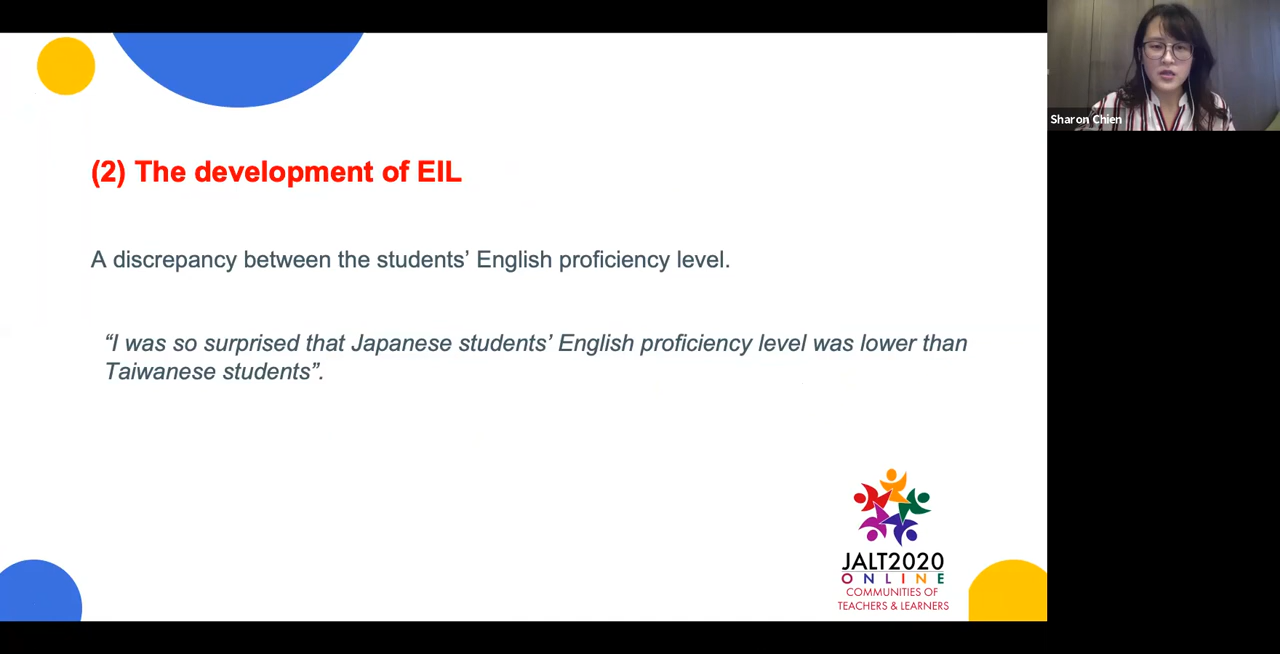 Sharon Chien
(2) The development of EIL
A discrepancy between the students’ English proficiency level.
“I was so surprised that Japanese students’ English proficiency level was lower than
Taiwanese students”.
JALT2020
ONLINE
COMMUNITIES OF
TEACHERS & LEARNERS